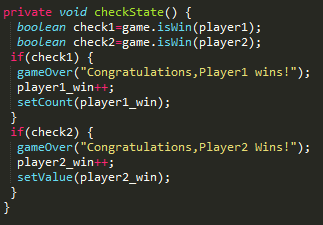 private void checkState() {
boolean check1=game.isWin(player1);
boolean check2=game.isWin(player2);
if(check1) {
gameOver("Congratulations,Player1 wins!");
player1_win++;
setCount(player1_win);
}
if(check2) {
gameOver("Congratulations,Player2 Wins!");
player2_win++;
setValue(player2_win);
}
}